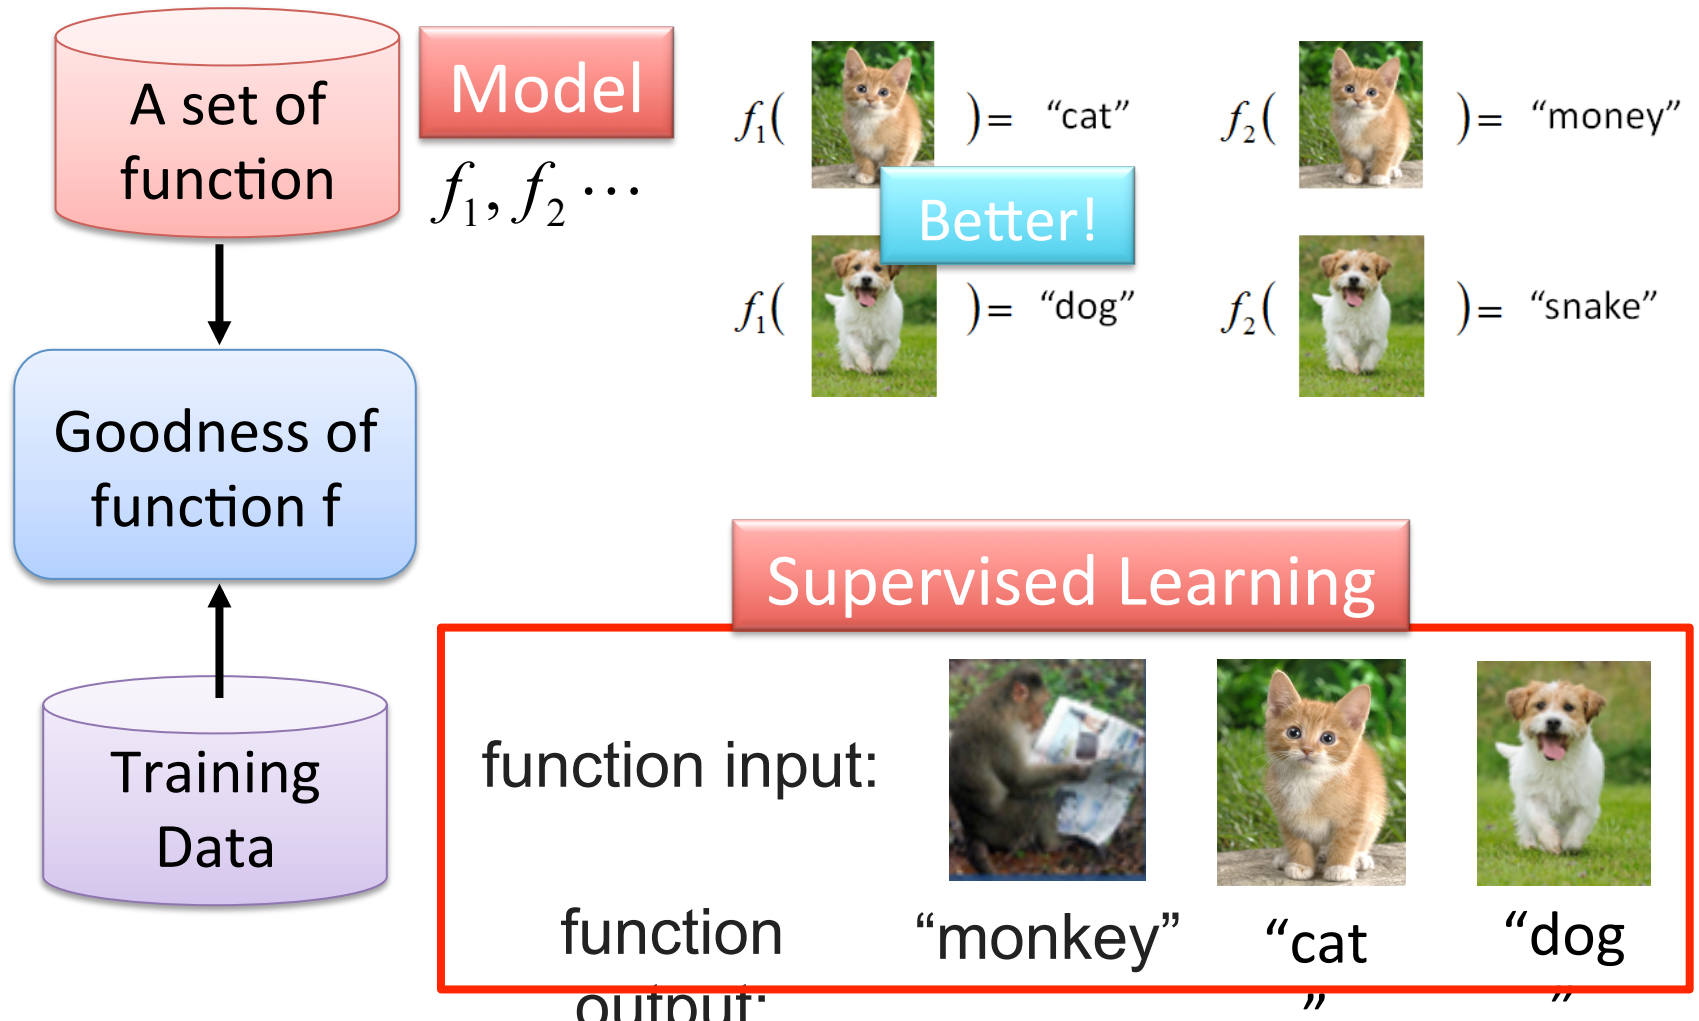 A set of
function
Model
f1, f2 ...
f1( )= “cat”
f2( )= “money”
Better!
f1( )= “dog”
f2( )= “snake”
Goodness of
function f
Supervised Learning
Training
Data
function input:
function
output:
“monkey”
“cat
”
“dog
”